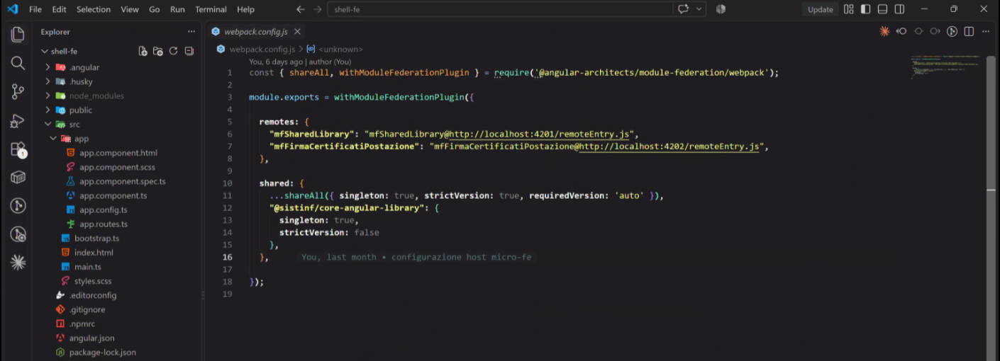 File Edit Selection View Go Run Terminal Help shell-fe Update
Explorer
webpack.config.js
shell-fe
webpack.config.js > <unknown>
.angular
.husky
node_modules
public
src
app
app.component.html
app.component.scss
app.component.spec.ts
app.component.ts
app.config.ts
app.routes.ts
bootstrap.ts
index.html
main.ts
styles.scss
.editorconfig
.gitignore
.npmrc
angular.json
package-lock.json
1
You, 6 days ago | author (You)
1 const { shareAll, withModuleFederationPlugin } = require('@angular-architects/module-federation/webpack');
2
3 module.exports = withModuleFederationPlugin({
4
5 remotes: {
6 "mfSharedLibrary": "mfSharedLibrary@http://localhost:4201/remoteEntry.js",
7 "mfFirmaCertificatiPostazione": "mfFirmaCertificatiPostazione@http://localhost:4202/remoteEntry.js",
8 },
9
10 shared: {
11 ...shareAll({ singleton: true, strictVersion: true, requiredVersion: 'auto' }),
12 "@sistinf/core-angular-library": {
13 singleton: true,
14 strictVersion: false
15 },
16 }, You, last month • configurazione host micro-fe
17
18 });
19